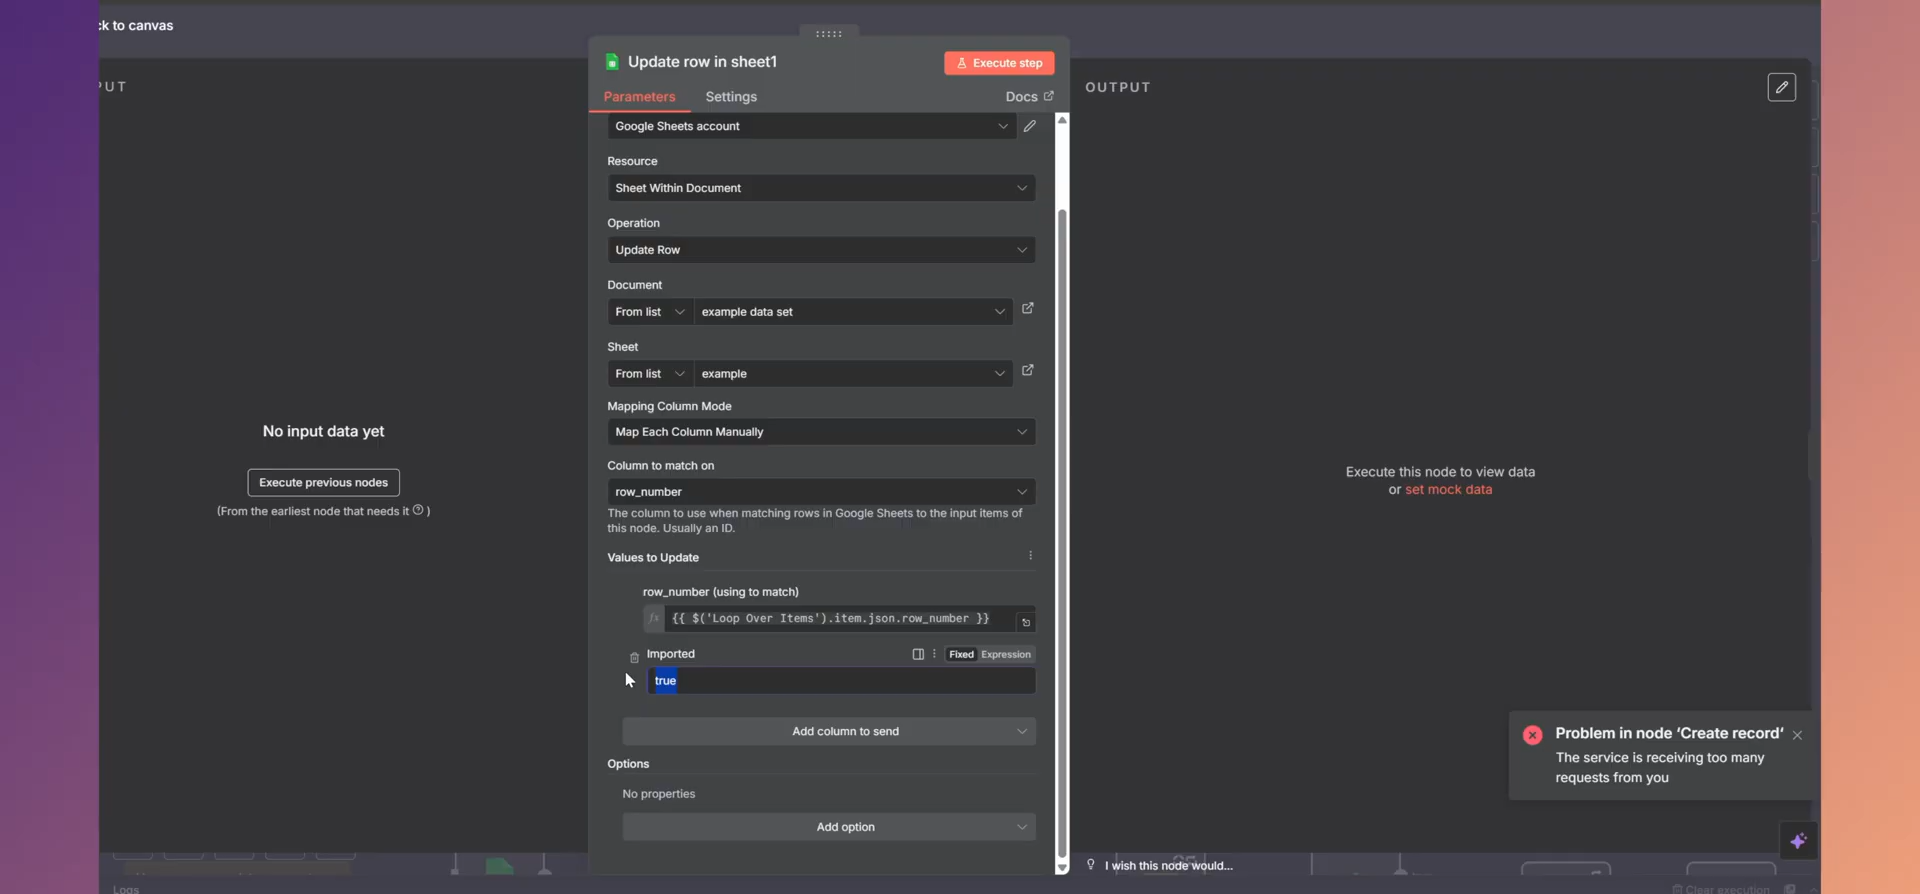 ck to canvas
Update row in sheet1
Execute step
PUT
Parameters
Settings
Docs
OUTPUT
Google Sheets account
Resource
Sheet Within Document
Operation
Update Row
Document
From list
example data set
Sheet
From list
example
Mapping Column Mode
Map Each Column Manually
Column to match on
row_number
The column to use when matching rows in Google Sheets to the input items of
this node. Usually an ID.
Values to Update
row_number (using to match)
fx
{{ $('Loop Over Items').item.json.row_number }}
Imported
Fixed
Expression
true
Add column to send
Options
No properties
Add option
No input data yet
Execute previous nodes
(From the earliest node that needs it ? )
Execute this node to view data
or set mock data
Problem in node ‘Create record‘
The service is receiving too many
requests from you
I wish this node would...
Logs
Clear execution